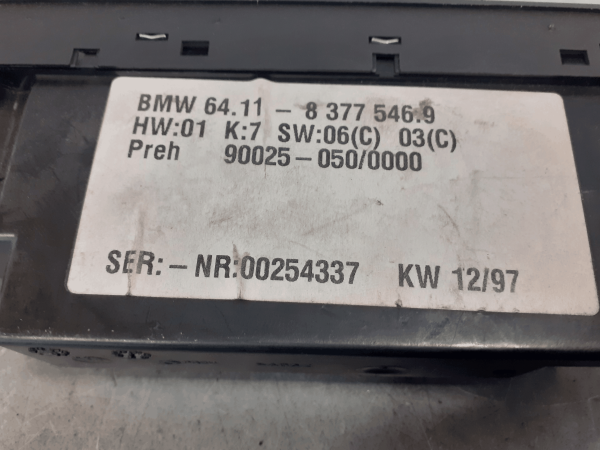 BMW 64.11 - 8 377 546.9
HW:01 K:7 SW:06(C) 03(C)
Preh 90025-050/0000
SER:-NR:00254337 KW 12/97